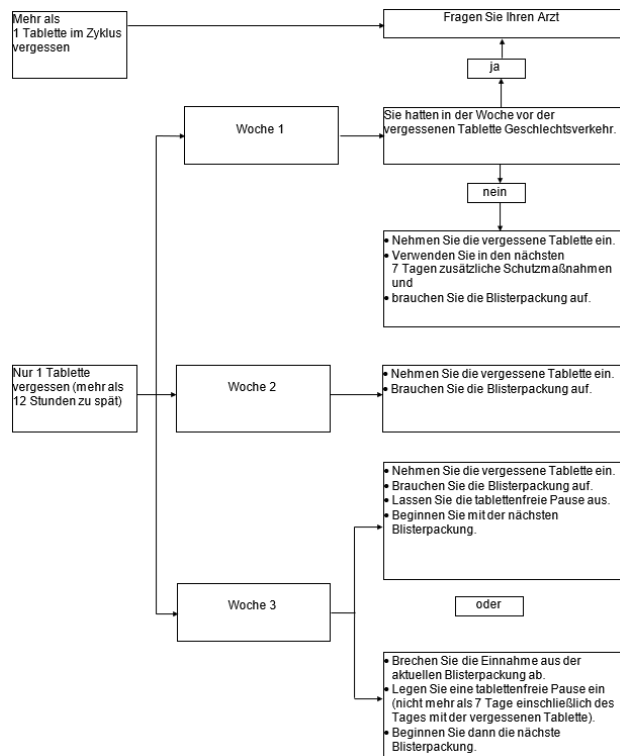 Mehr als
1 Tablette im Zyklus
vergessen
Fragen Sie Ihren Arzt
ja
Woche 1
Sie hatten in der Woche vor der
vergessenen Tablette Geschlechtsverkehr.
nein
• Nehmen Sie die vergessene Tablette ein.
• Verwenden Sie in den nächsten
7 Tagen zusätzliche Schutzmaßnahmen
und
• brauchen Sie die Blisterpackung auf.
Nur 1 Tablette
vergessen (mehr als
12 Stunden zu spät)
Woche 2
• Nehmen Sie die vergessene Tablette ein.
• Brauchen Sie die Blisterpackung auf.
• Nehmen Sie die vergessene Tablette ein.
• Brauchen Sie die Blisterpackung auf.
• Lassen Sie die tablettenfreie Pause aus.
• Beginnen Sie mit der nächsten
Blisterpackung.
Woche 3
oder
• Brechen Sie die Einnahme aus der
aktuellen Blisterpackung ab.
• Legen Sie eine tablettenfreie Pause ein
(nicht mehr als 7 Tage einschließlich des
Tages mit der vergessenen Tablette).
• Beginnen Sie dann die nächste
Blisterpackung.